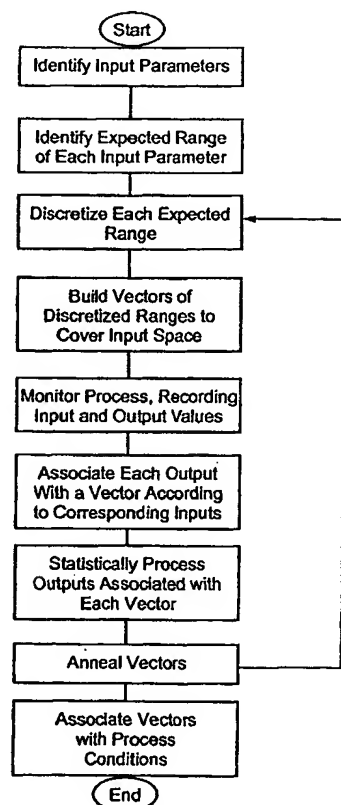 Start
Identify Input Parameters
Identify Expected Range
of Each Input Parameter
Discretize Each Expected
Range
Build Vectors of
Discretized Ranges to
Cover Input Space
Monitor Process, Recording
Input and Output Values
Associate Each Output
With a Vector According
to Corresponding Inputs
Statistically Process
Outputs Associated with
Each Vector
Anneal Vectors
Associate Vectors
with Process
Conditions
End